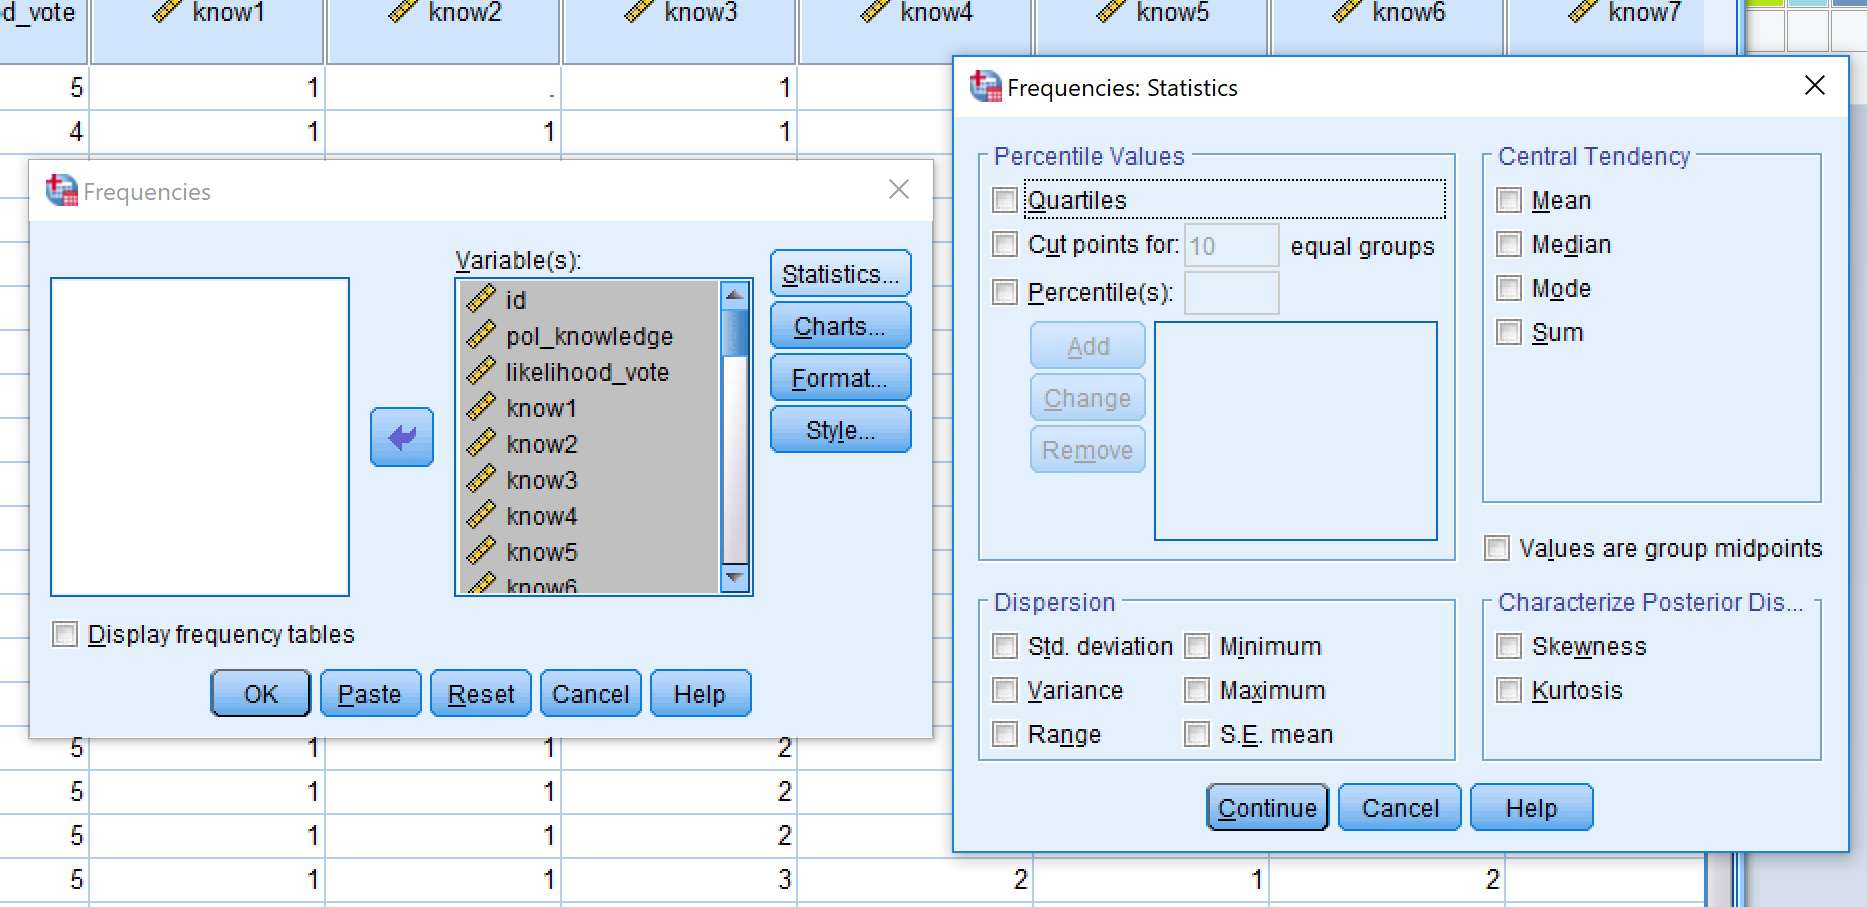 d_vote know1 know2 know3 know4 know5 know6 know7
5 1 . 1
4 1 1 1
Frequencies
Variable(s):
id
pol_knowledge
likelihood_vote
know1
know2
know3
know4
know5
know6
Statistics...
Charts...
Format...
Style...
Display frequency tables
OK Paste Reset Cancel Help
Frequencies: Statistics
Percentile Values
Quartiles
Cut points for: 10 equal groups
Percentile(s):
Add
Change
Remove
Central Tendency
Mean
Median
Mode
Sum
Values are group midpoints
Dispersion
Std. deviation Minimum
Variance Maximum
Range S.E. mean
Characterize Posterior Dis...
Skewness
Kurtosis
Continue Cancel Help
5 1 1 2
5 1 1 2
5 1 1 2
5 1 1 3 2 1 2